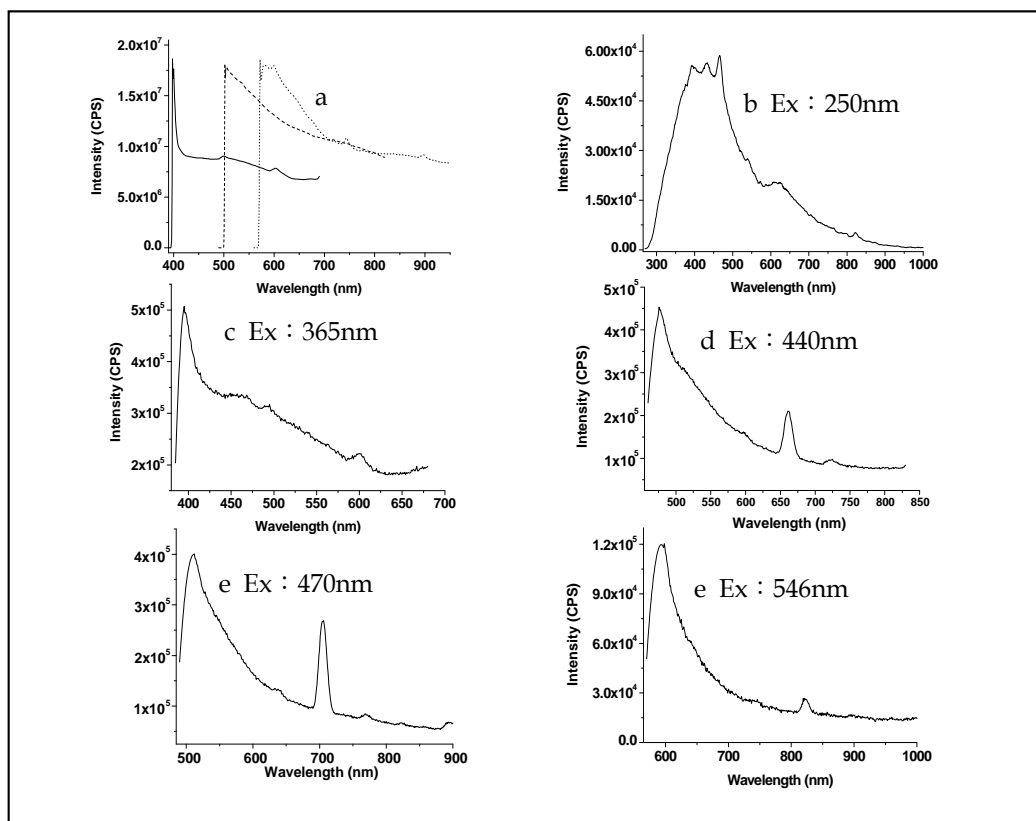 2.0x10⁷
1.5x10⁷
1.0x10⁷
5.0x10⁶
0.0
400 500 600 700 800 900
Wavelength (nm)
Intensity (CPS)
a
6.00x10⁴
4.50x10⁴
3.00x10⁴
1.50x10⁴
0.00
300 400 500 600 700 800 900 1000
Wavelength (nm)
Intensity (CPS)
b Ex：250nm
5x10⁵
4x10⁵
3x10⁵
2x10⁵
400 450 500 550 600 650 700
Wavelength (nm)
Intensity (CPS)
c Ex：365nm
5x10⁵
4x10⁵
3x10⁵
2x10⁵
1x10⁵
500 550 600 650 700 750 800 850
Wavelength (nm)
Intensity (CPS)
d Ex：440nm
4x10⁵
3x10⁵
2x10⁵
1x10⁵
500 600 700 800 900
Wavelength (nm)
Intensity (CPS)
e Ex：470nm
1.2x10⁵
9.0x10⁴
6.0x10⁴
3.0x10⁴
0.0
600 700 800 900 1000
Wavelength (nm)
Intensity (CPS)
e Ex：546nm